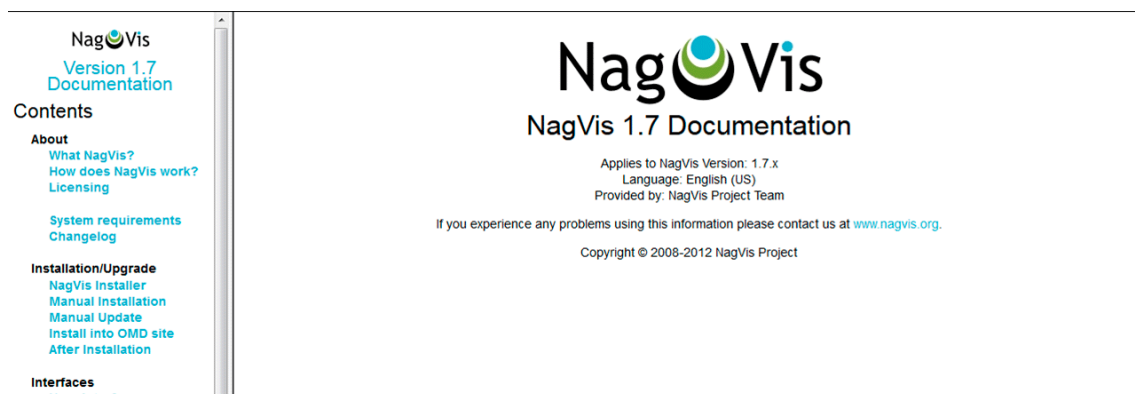 NagVis
Version 1.7
Documentation
Contents
About
What NagVis?
How does NagVis work?
Licensing
System requirements
Changelog
Installation/Upgrade
NagVis Installer
Manual Installation
Manual Update
Install into OMD site
After Installation
Interfaces
NagVis
NagVis 1.7 Documentation
Applies to NagVis Version: 1.7.x
Language: English (US)
Provided by: NagVis Project Team
If you experience any problems using this information please contact us at www.nagvis.org.
Copyright © 2008-2012 NagVis Project